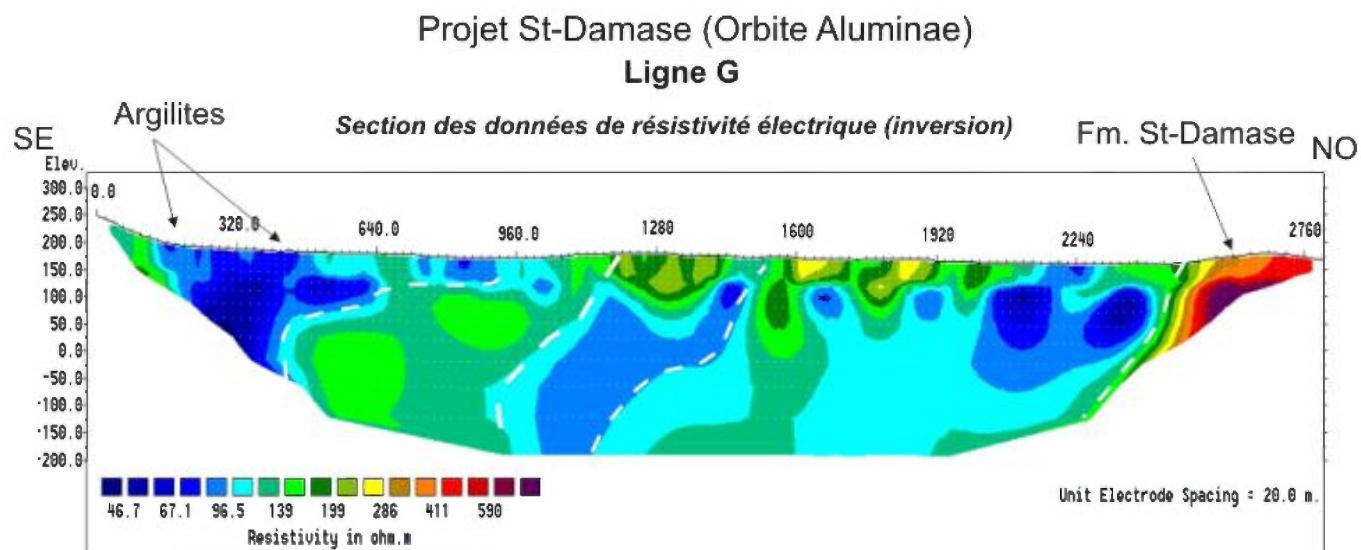 Projet St-Damase (Orbite Aluminae)
Ligne G
Argilites
Section des données de résistivité électrique (inversion)
Fm. St-Damase
SE
NO
Elev.
300.0
250.0
200.0
150.0
100.0
50.0
0.0
-50.0
-100.0
-150.0
-200.0
0.0 320.0 640.0 960.0 1280 1600 1920 2240 2760
46.7 67.1 96.5 139 199 286 411 590
Resistivity in ohm.m
Unit Electrode Spacing = 20.0 m.